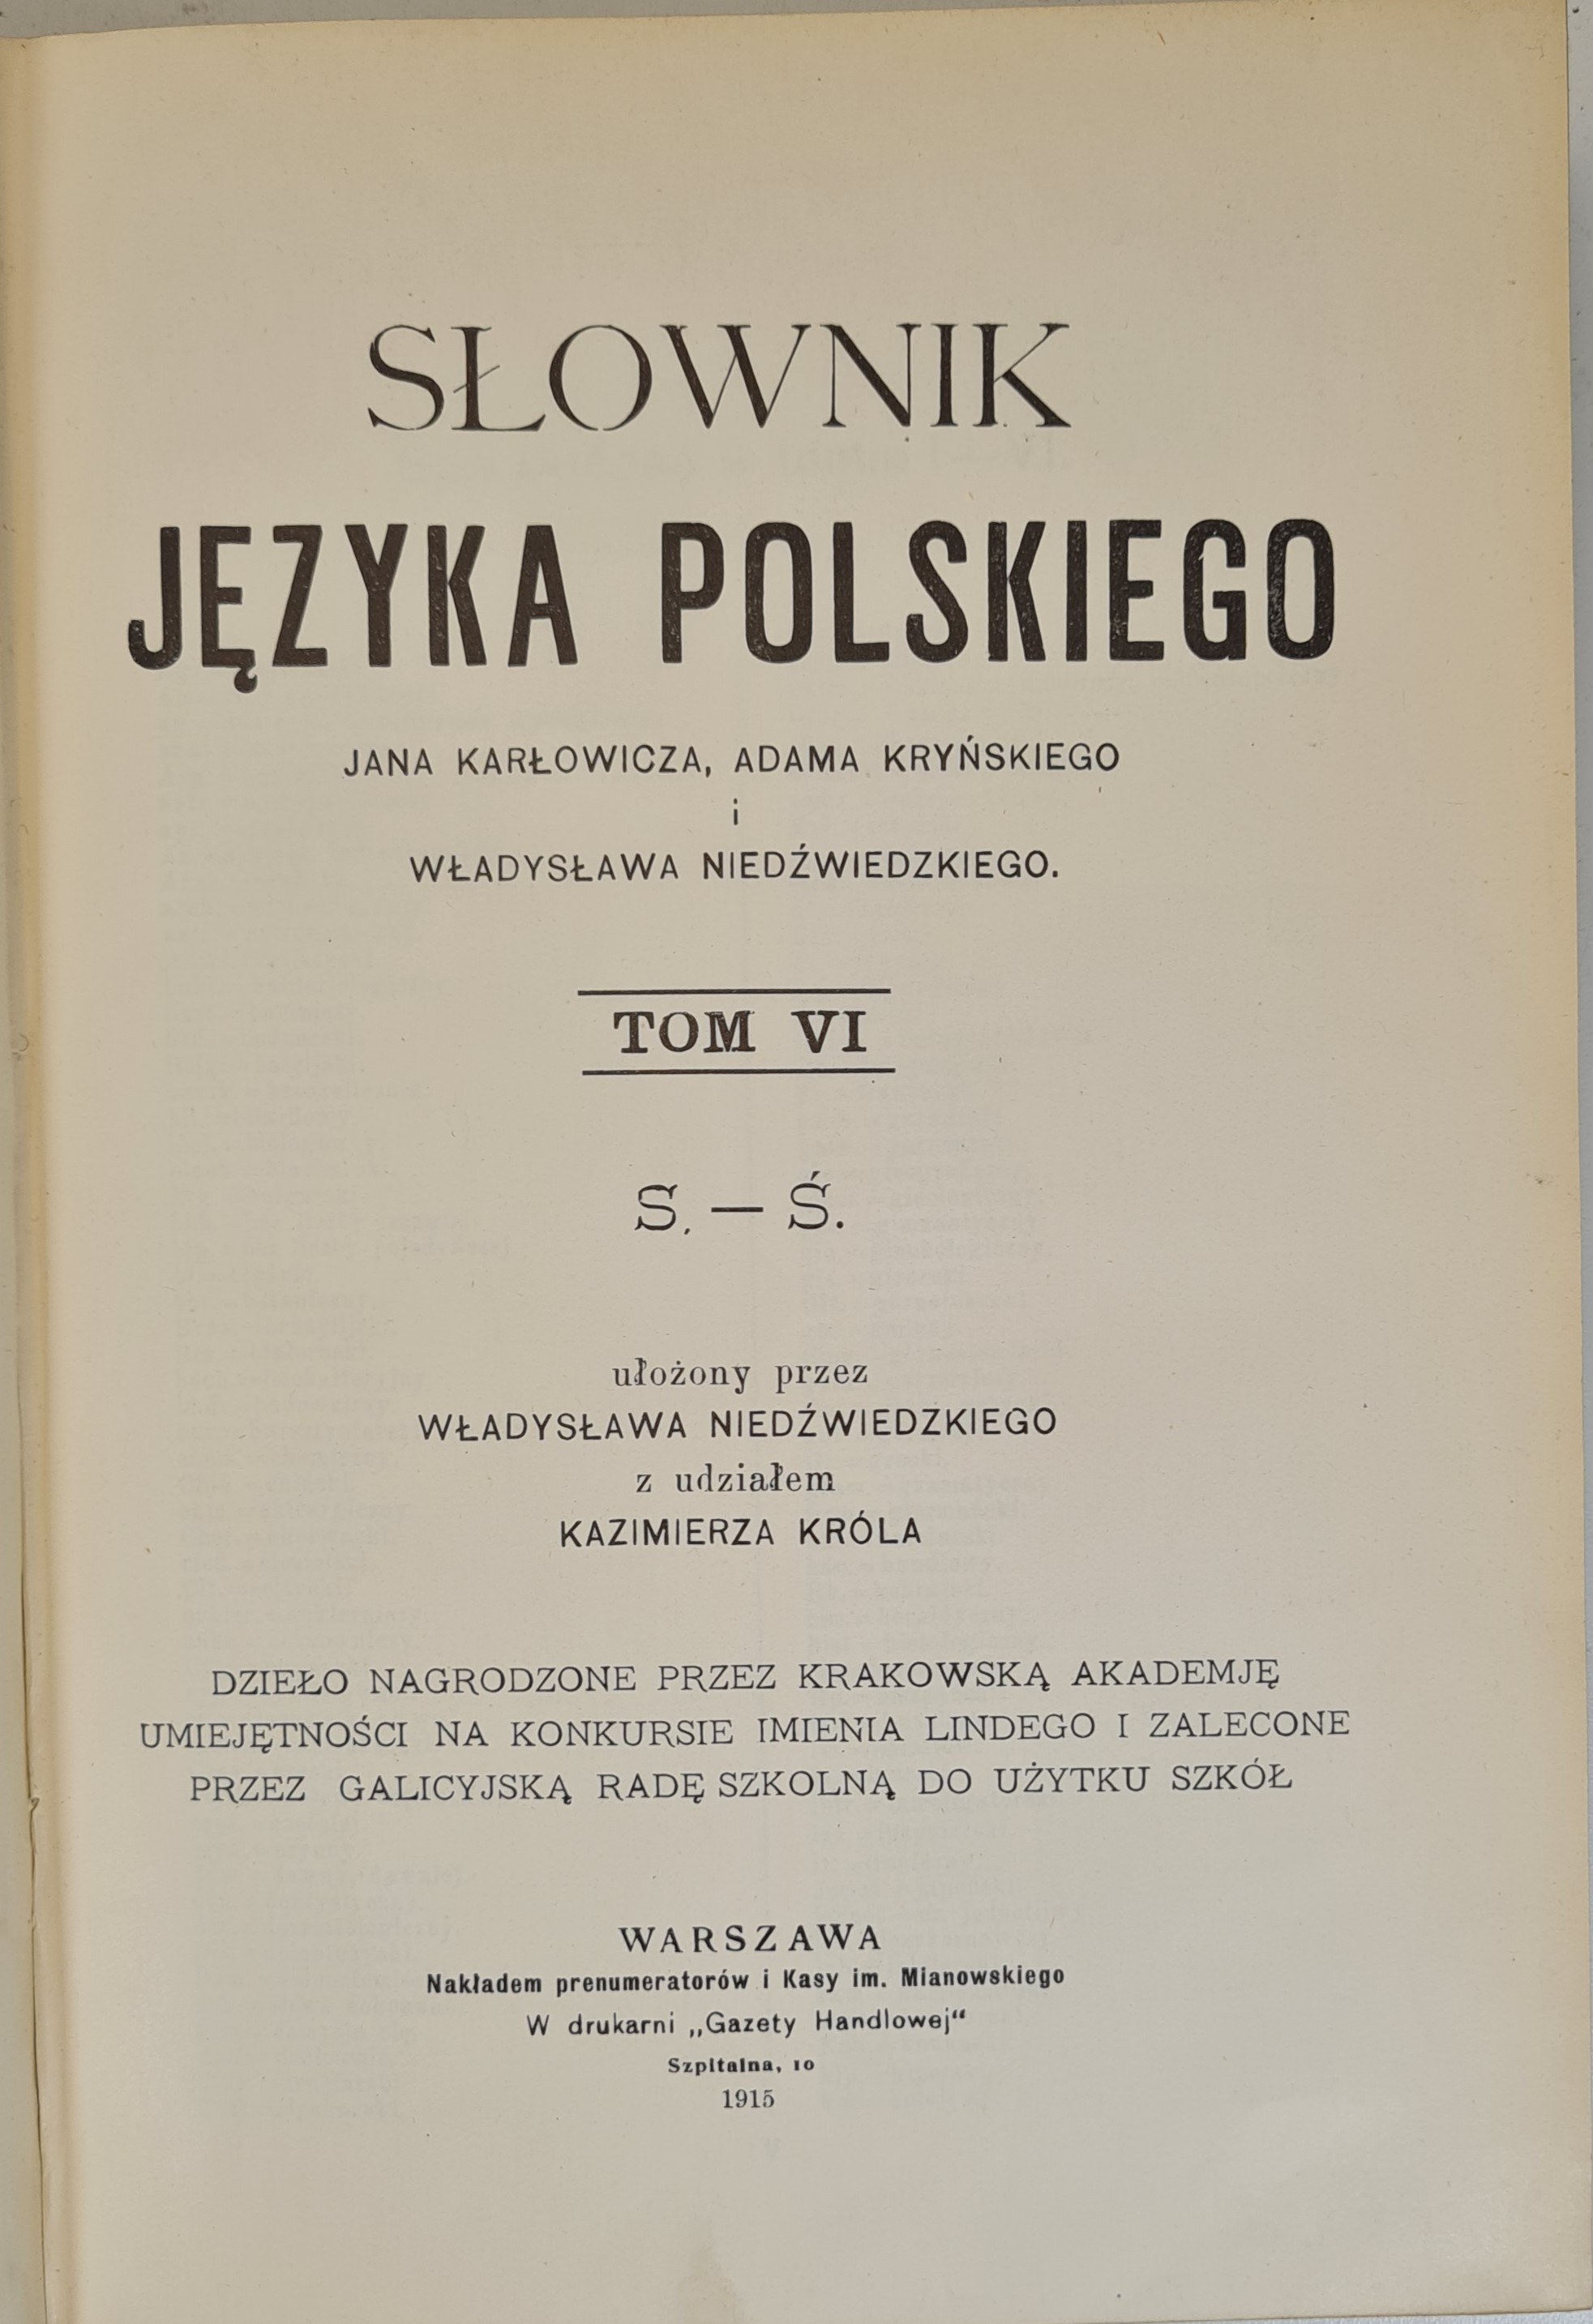 SŁOWNIK
JĘZYKA POLSKIEGO
JANA KARŁOWICZA, ADAMA KRYŃSKIEGO
i
WŁADYSŁAWA NIEDŹWIEDZKIEGO.
TOM VI
S. — Ś.
ułożony przez
WŁADYSŁAWA NIEDŹWIEDZKIEGO
z udziałem
KAZIMIERZA KRÓLA
DZIEŁO NAGRODZONE PRZEZ KRAKOWSKĄ AKADEMJĘ
UMIEJĘTNOŚCI NA KONKURSIE IMIENIA LINDEGO I ZALECONE
PRZEZ GALICYJSKĄ RADĘ SZKOLNĄ DO UŻYTKU SZKÓŁ
WARSZAWA
Nakładem prenumeratorów i Kasy im. Mianowskiego
W drukarni „Gazety Handlowej“
Szpitalna, 10
1915